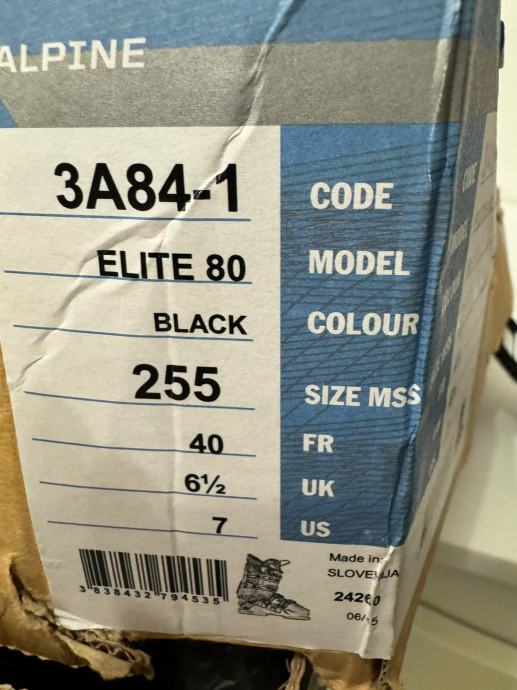 ALPINE
3A84-1 CODE
ELITE 80 MODEL
BLACK COLOUR
255 SIZE MSS
40 FR
6½ UK
7 US
Made in:
SLOVENIJA
3 838432 794535